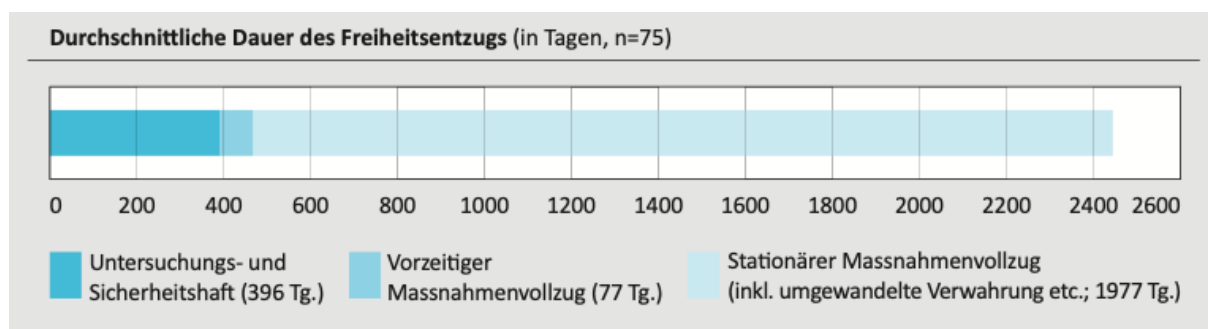 Durchschnittliche Dauer des Freiheitsentzugs (in Tagen, n=75)
0 200 400 600 800 1000 1200 1400 1600 1800 2000 2200 2400 2600
Untersuchungs- und
Sicherheitshaft (396 Tg.)
Vorzeitiger
Massnahmenvollzug (77 Tg.)
Stationärer Massnahmenvollzug
(inkl. umgewandelte Verwahrung etc.; 1977 Tg.)